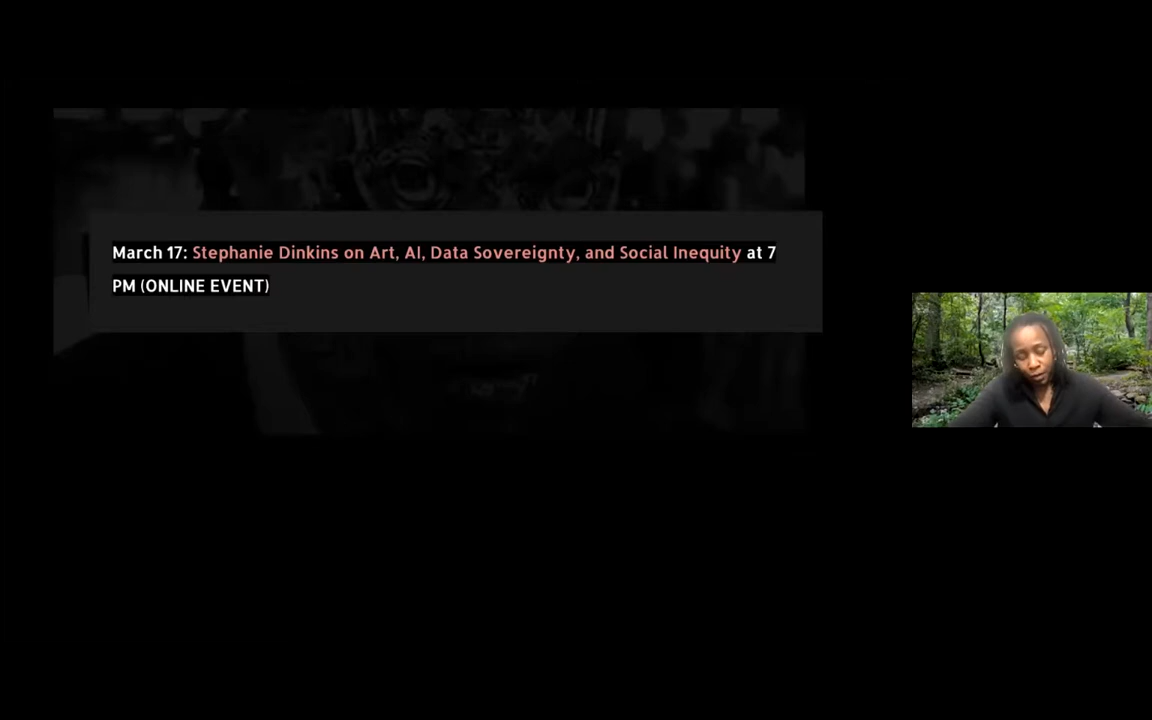 March 17: Stephanie Dinkins on Art, AI, Data Sovereignty, and Social Inequity at 7
PM (ONLINE EVENT)